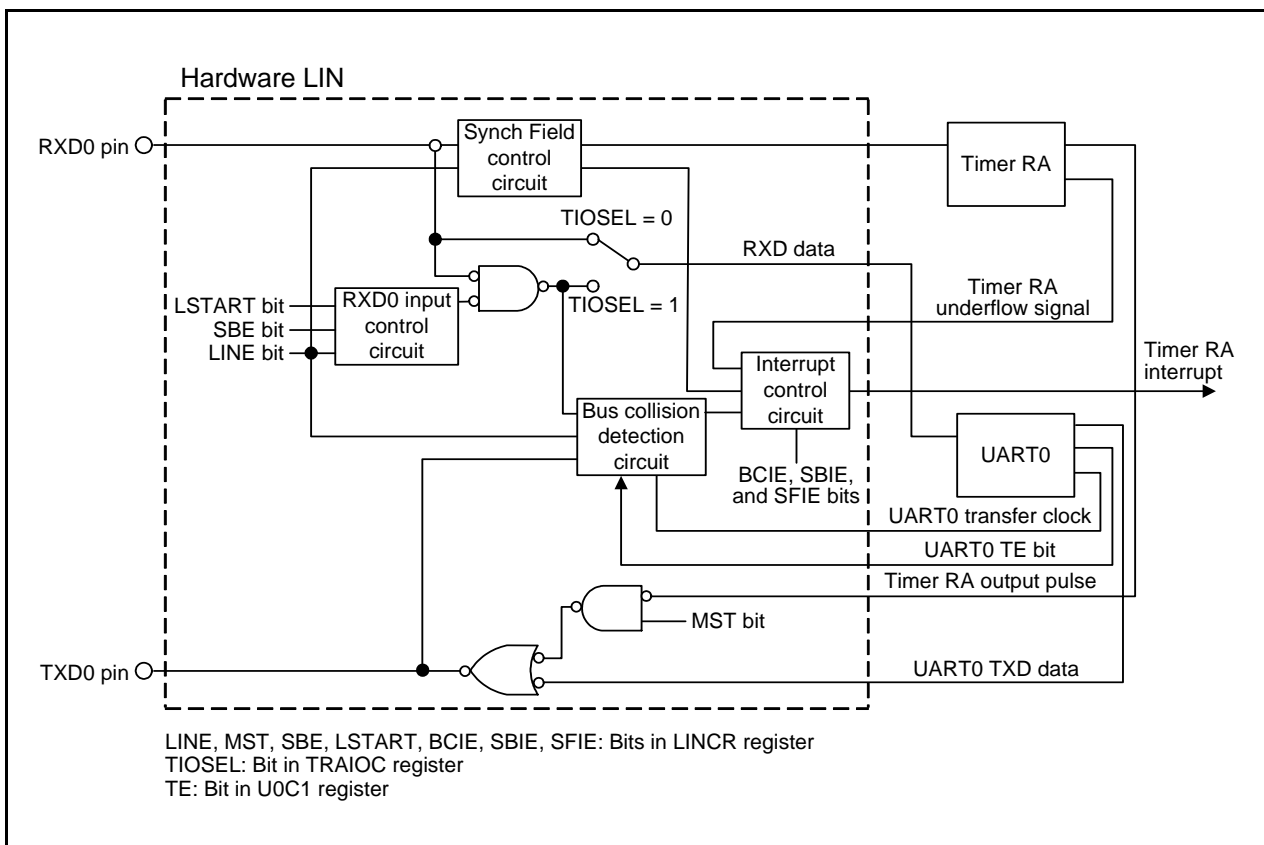 Hardware LIN
RXD0 pin
Synch Field
control
circuit
Timer RA
TIOSEL = 0
RXD data
TIOSEL = 1
Timer RA
underflow signal
LSTART bit
SBE bit
LINE bit
RXD0 input
control
circuit
Interrupt
control
circuit
Timer RA
interrupt
Bus collision
detection
circuit
UART0
BCIE, SBIE,
and SFIE bits
UART0 transfer clock
UART0 TE bit
Timer RA output pulse
MST bit
TXD0 pin
UART0 TXD data
LINE, MST, SBE, LSTART, BCIE, SBIE, SFIE: Bits in LINCR register
TIOSEL: Bit in TRAIOC register
TE: Bit in U0C1 register